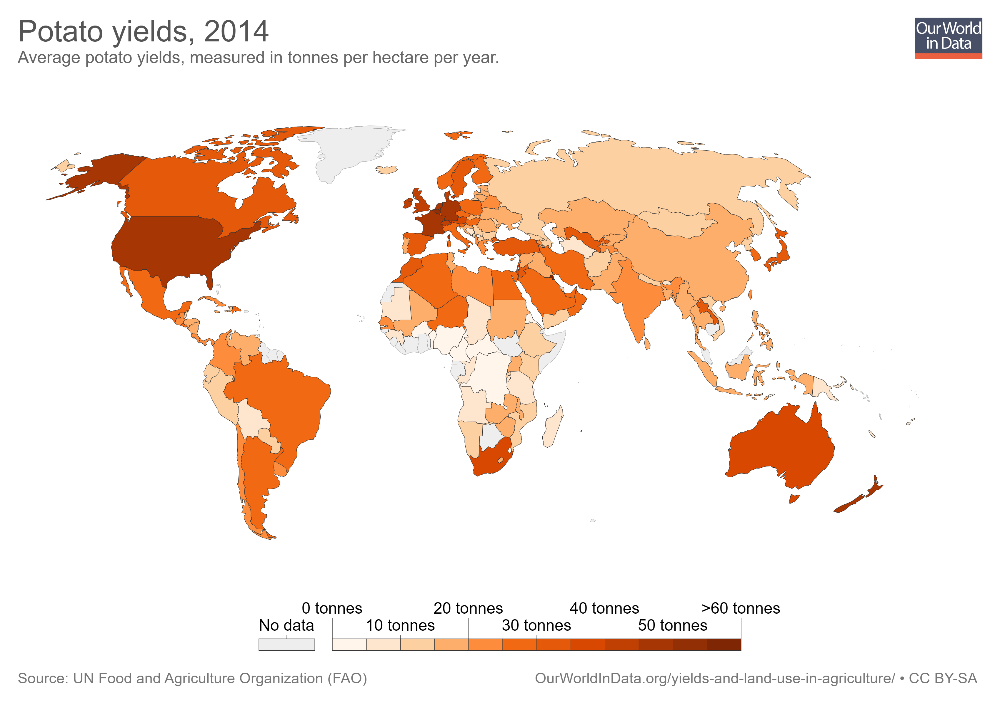 Potato yields, 2014
Average potato yields, measured in tonnes per hectare per year.
Our World
in Data
0 tonnes 20 tonnes 40 tonnes >60 tonnes
No data 10 tonnes 30 tonnes 50 tonnes
Source: UN Food and Agriculture Organization (FAO) OurWorldInData.org/yields-and-land-use-in-agriculture/ • CC BY-SA